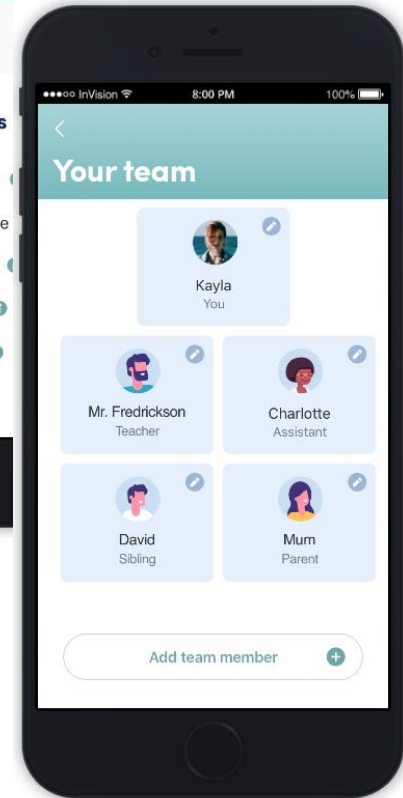 InVision 8:00 PM 100%
Your team
Kayla
You
Mr. Fredrickson
Teacher
Charlotte
Assistant
David
Sibling
Mum
Parent
Add team member